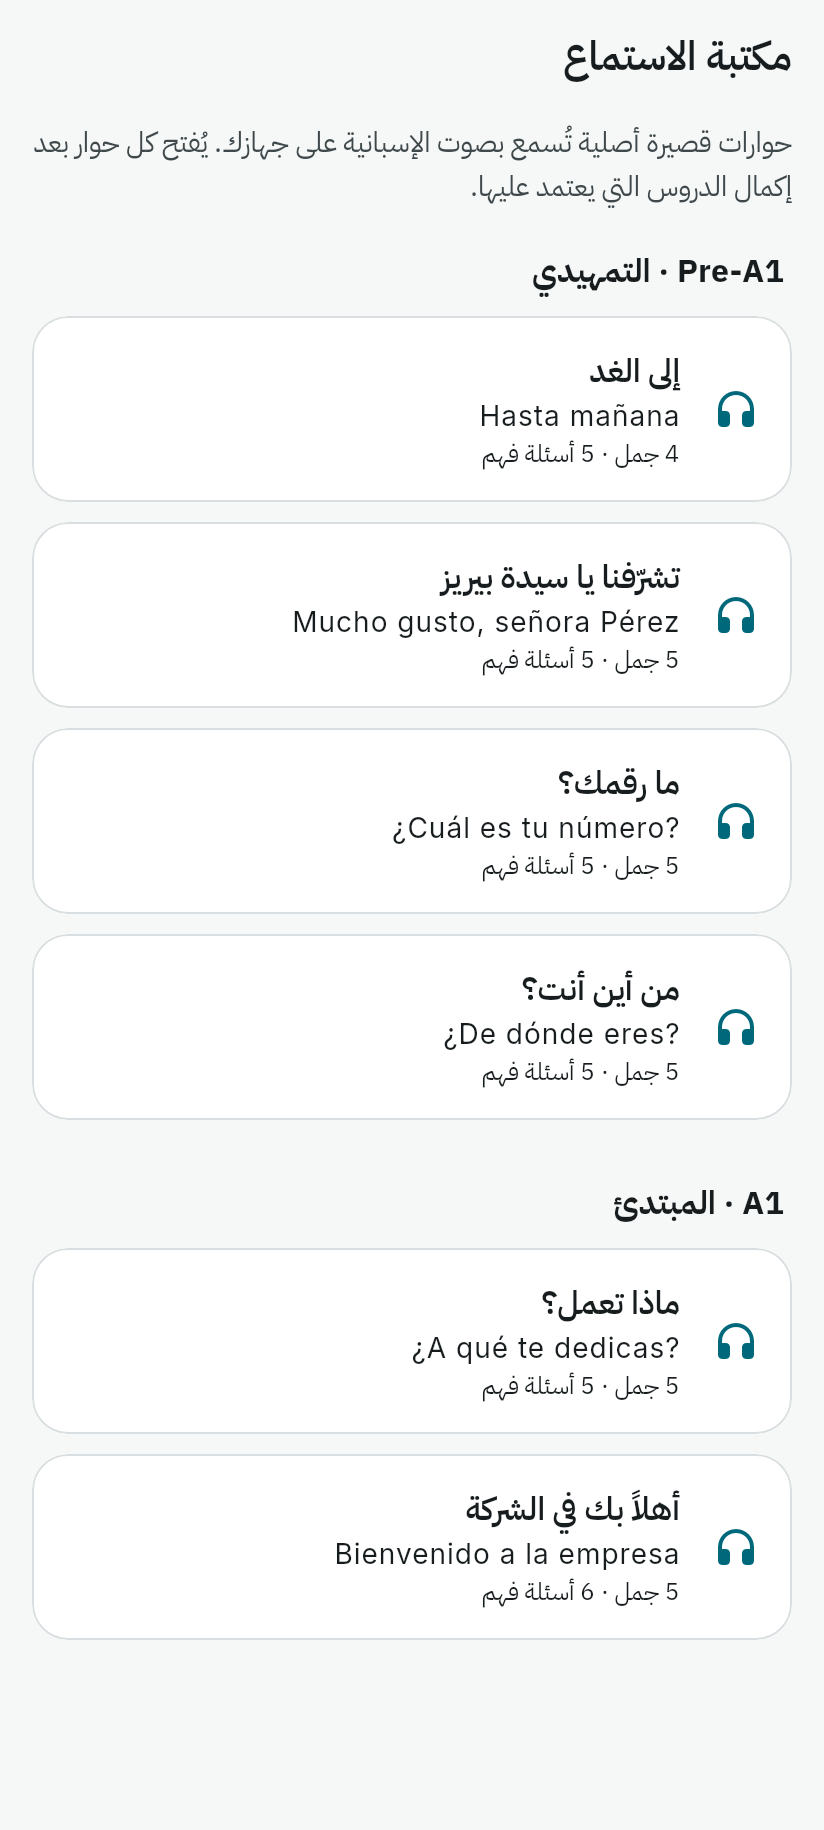 مكتبة الاستماع
حوارات قصيرة أصلية تُسمع بصوت الإسبانية على جهازك. يُفتح كل حوار بعد
إكمال الدروس التي يعتمد عليها.
Pre-A1 · التمهيدي
إلى الغد
Hasta mañana
4 جمل · 5 أسئلة فهم
تشرّفنا يا سيدة بيريز
Mucho gusto, señora Pérez
5 جمل · 5 أسئلة فهم
ما رقمك؟
¿Cuál es tu número?
5 جمل · 5 أسئلة فهم
من أين أنت؟
¿De dónde eres?
5 جمل · 5 أسئلة فهم
A1 · المبتدئ
ماذا تعمل؟
¿A qué te dedicas?
5 جمل · 5 أسئلة فهم
أهلاً بك في الشركة
Bienvenido a la empresa
5 جمل · 6 أسئلة فهم